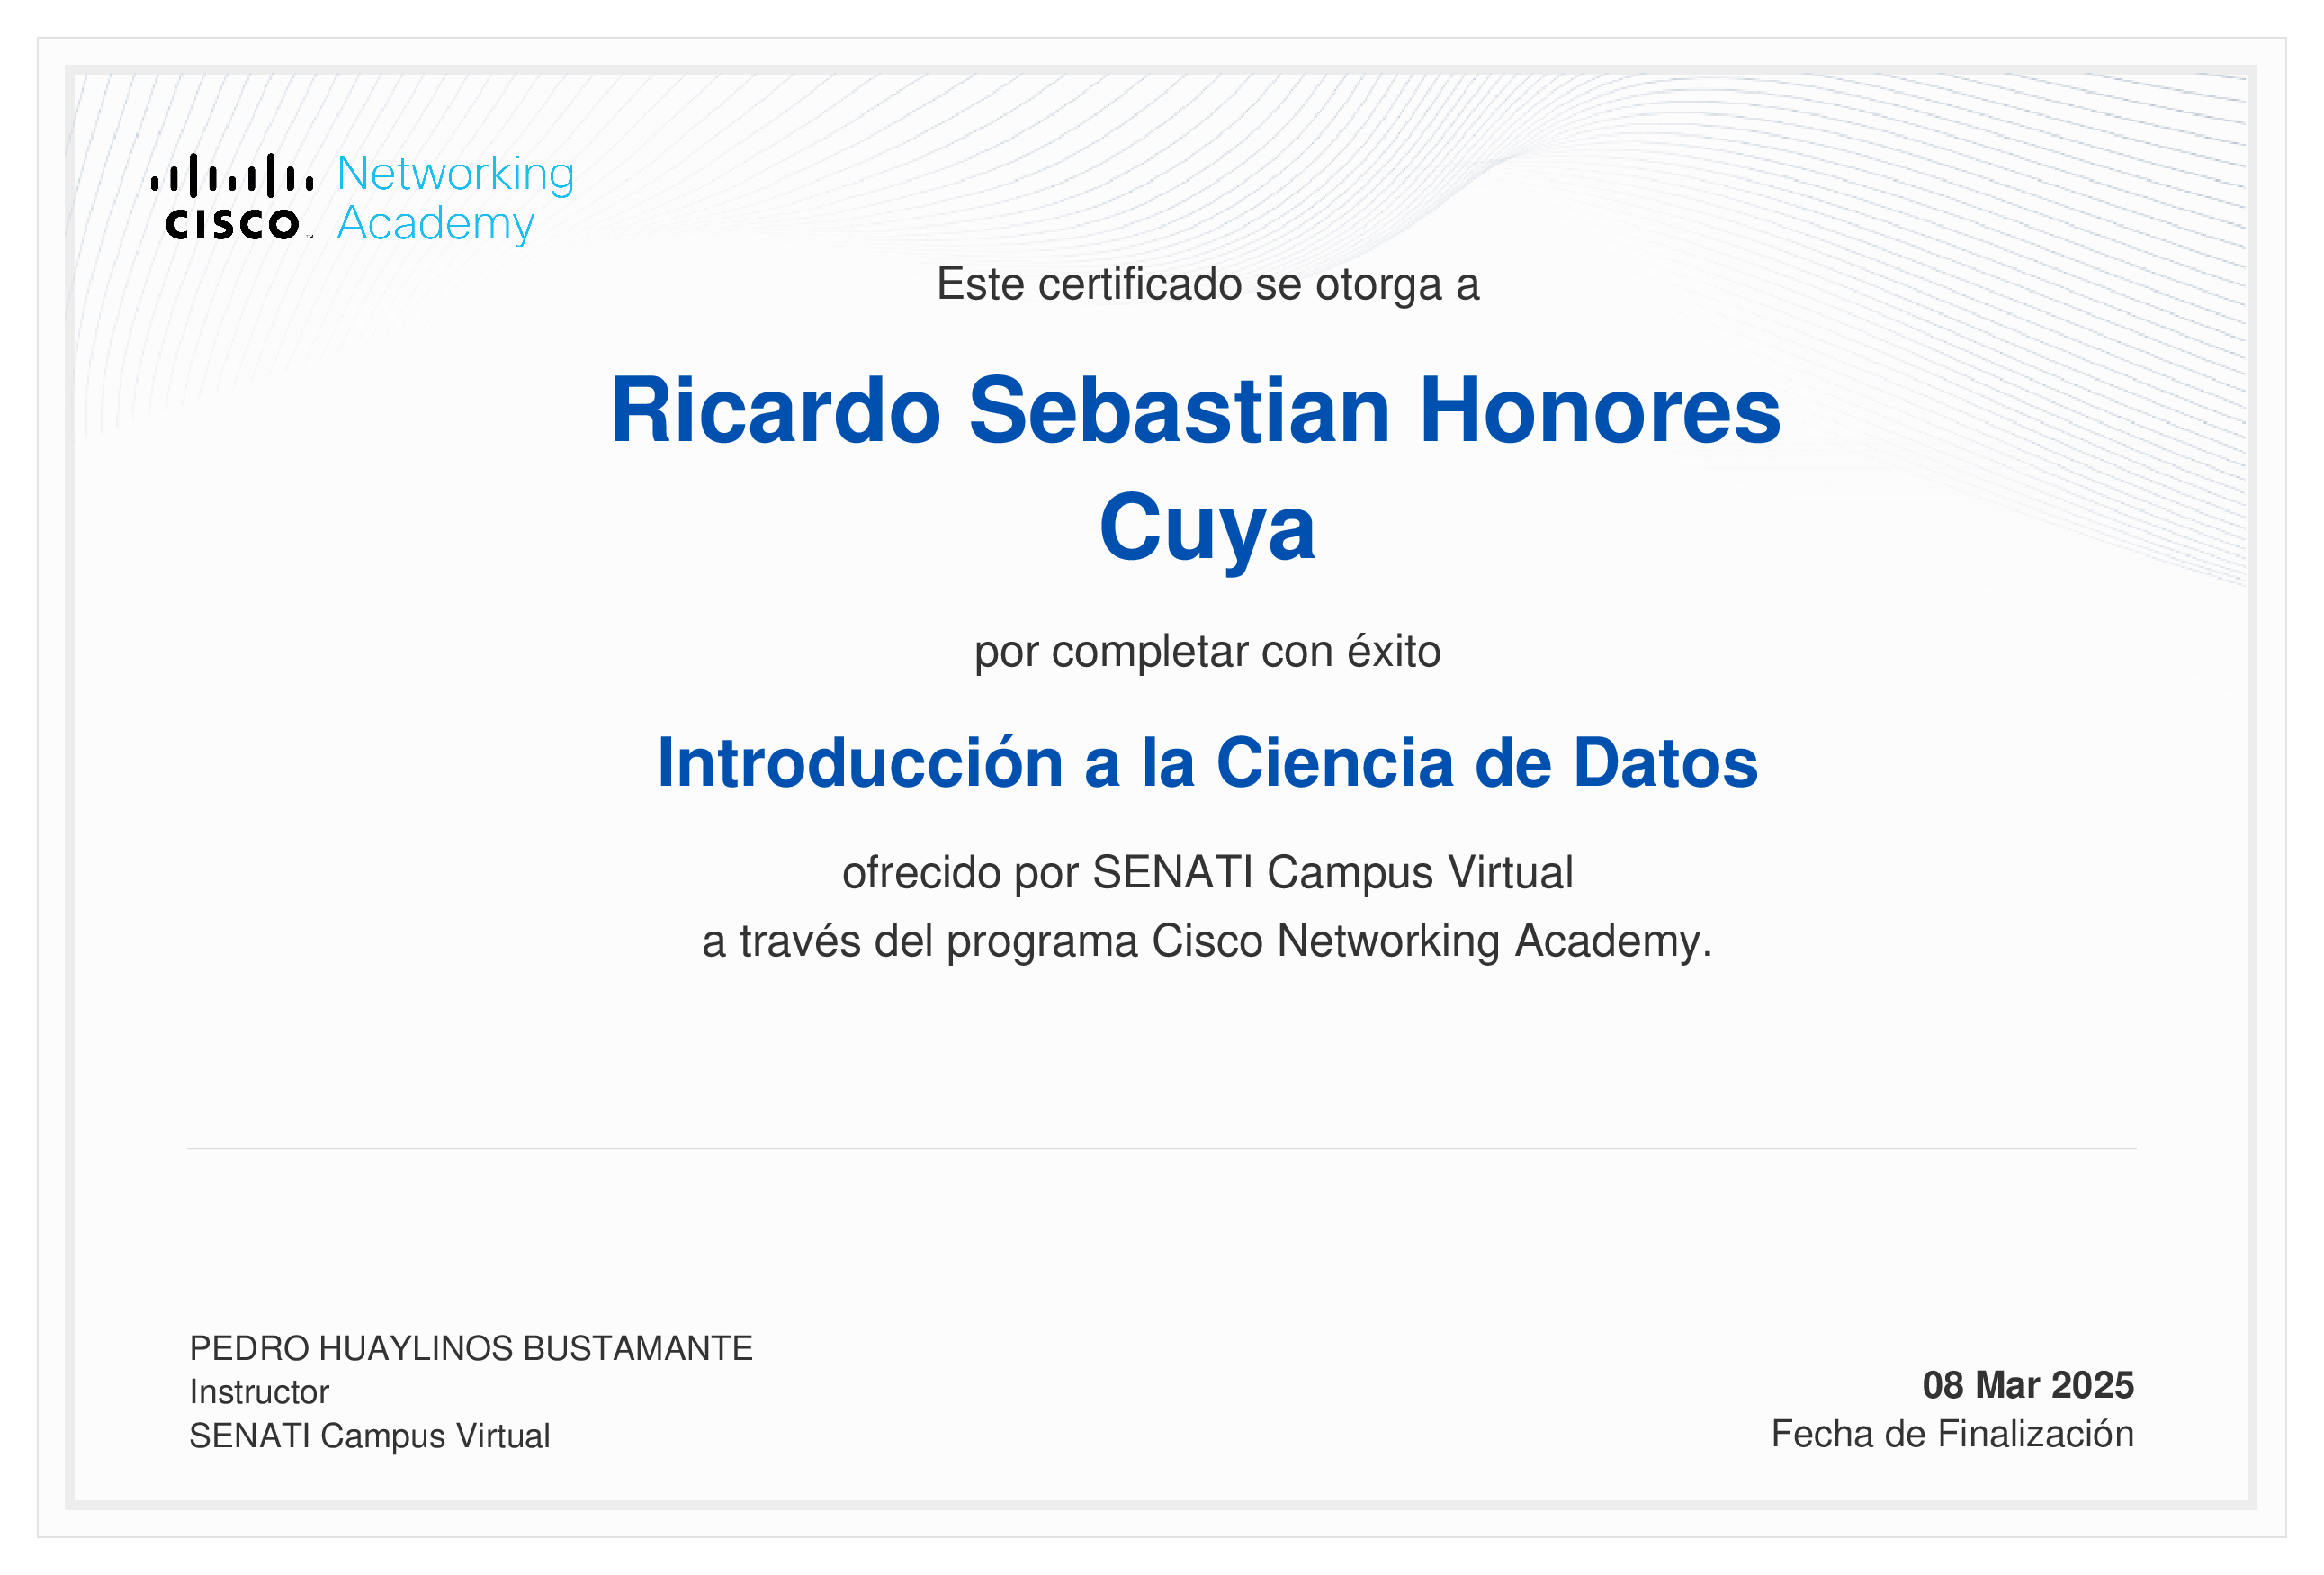 CISCO
Networking
Academy
Este certificado se otorga a
Ricardo Sebastian Honores
Cuya
por completar con éxito
Introducción a la Ciencia de Datos
ofrecido por SENATI Campus Virtual
a través del programa Cisco Networking Academy.
PEDRO HUAYLINOS BUSTAMANTE
Instructor
SENATI Campus Virtual
08 Mar 2025
Fecha de Finalización